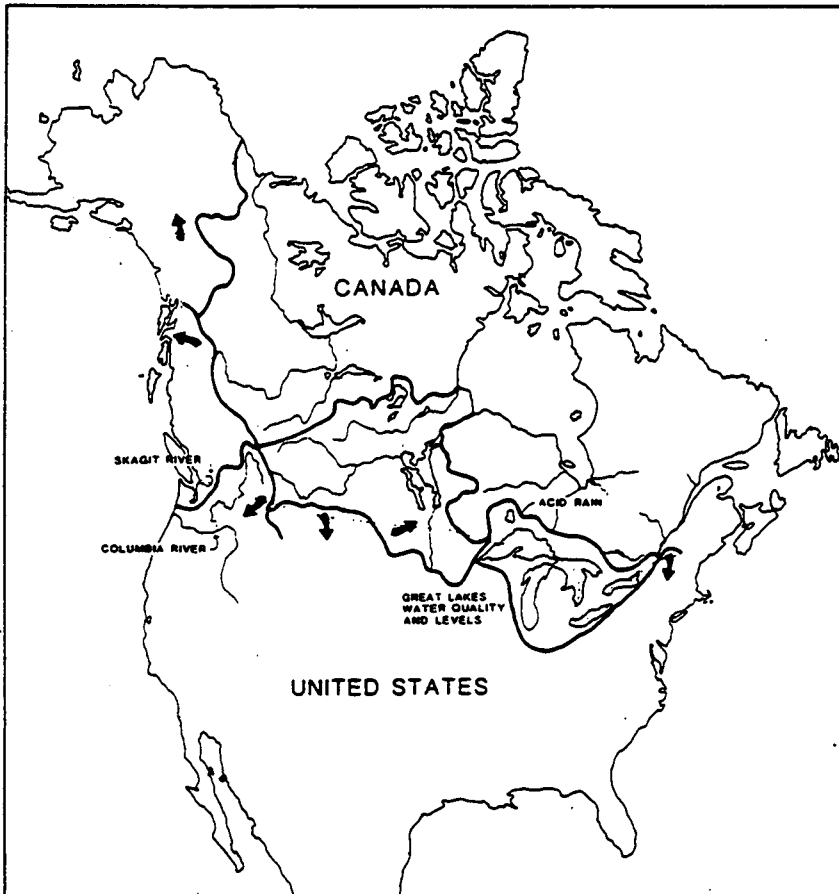 CANADA
SKAGIT RIVER
ACID RAIN
COLUMBIA RIVER
GREAT LAKES
WATER QUALITY
AND LEVELS
UNITED STATES